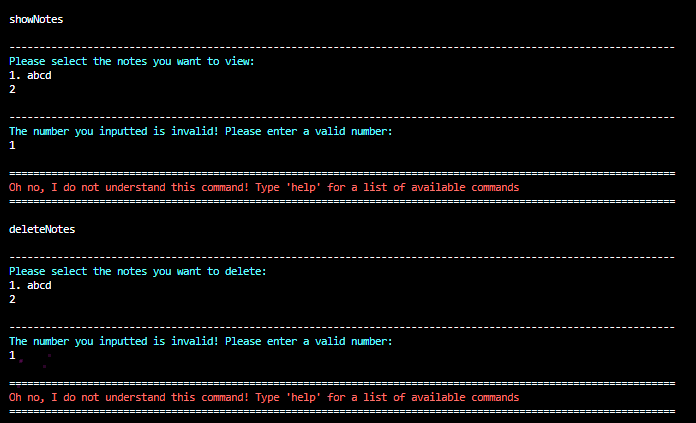 showNotes
---------------------------------------------------------------------------------------------------------------
Please select the notes you want to view:
1. abcd
2
---------------------------------------------------------------------------------------------------------------
The number you inputted is invalid! Please enter a valid number:
1
===============================================================================================================
Oh no, I do not understand this command! Type 'help' for a list of available commands
===============================================================================================================
deleteNotes
---------------------------------------------------------------------------------------------------------------
Please select the notes you want to delete:
1. abcd
2
---------------------------------------------------------------------------------------------------------------
The number you inputted is invalid! Please enter a valid number:
1
===============================================================================================================
Oh no, I do not understand this command! Type 'help' for a list of available commands
===============================================================================================================